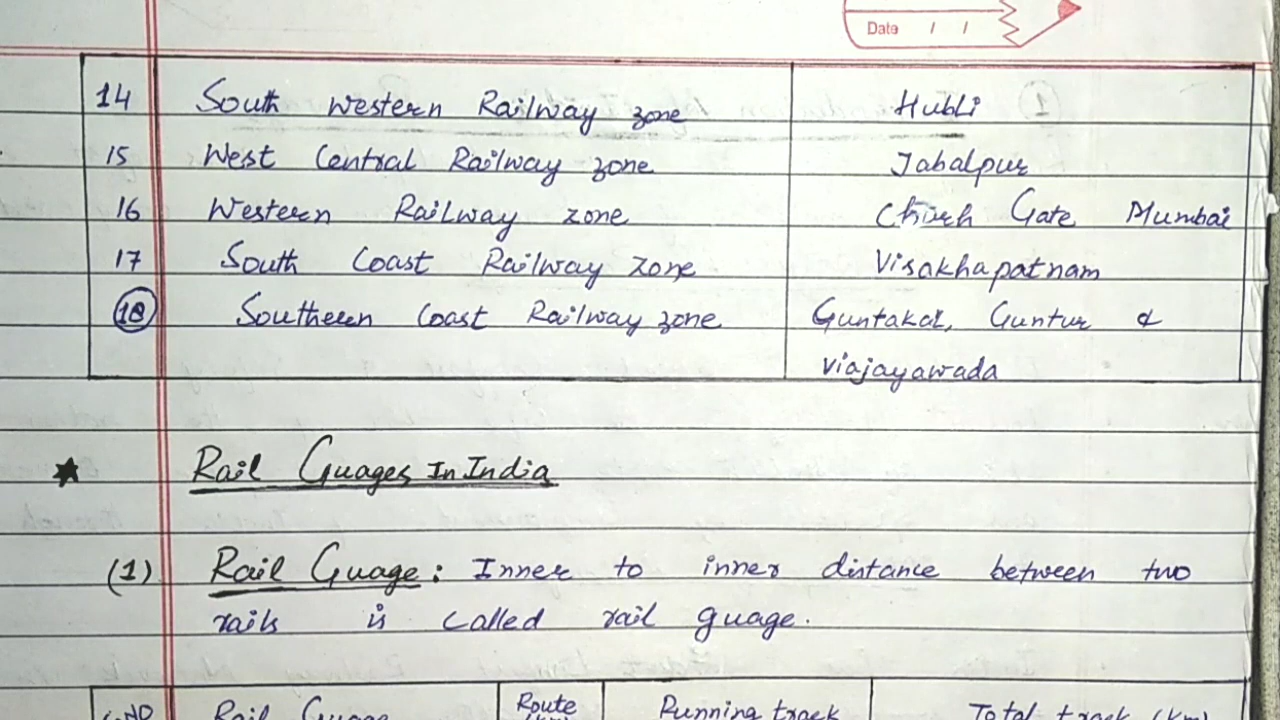 Date / /
14 South Western Railway zone Hubli
15 West Central Railway zone Jabalpur
16 Western Railway zone Church Gate Mumbai
17 South Coast Railway Zone Visakhapatnam
18 Southern Coast Railway zone Guntakal, Guntur &
Viajayawada
★ Rail Guages In India
(1) Rail Guage: Inner to inner distance between two
rails is called rail guage.
S.NO Rail Guage Route Running track Total track (km)
(km)